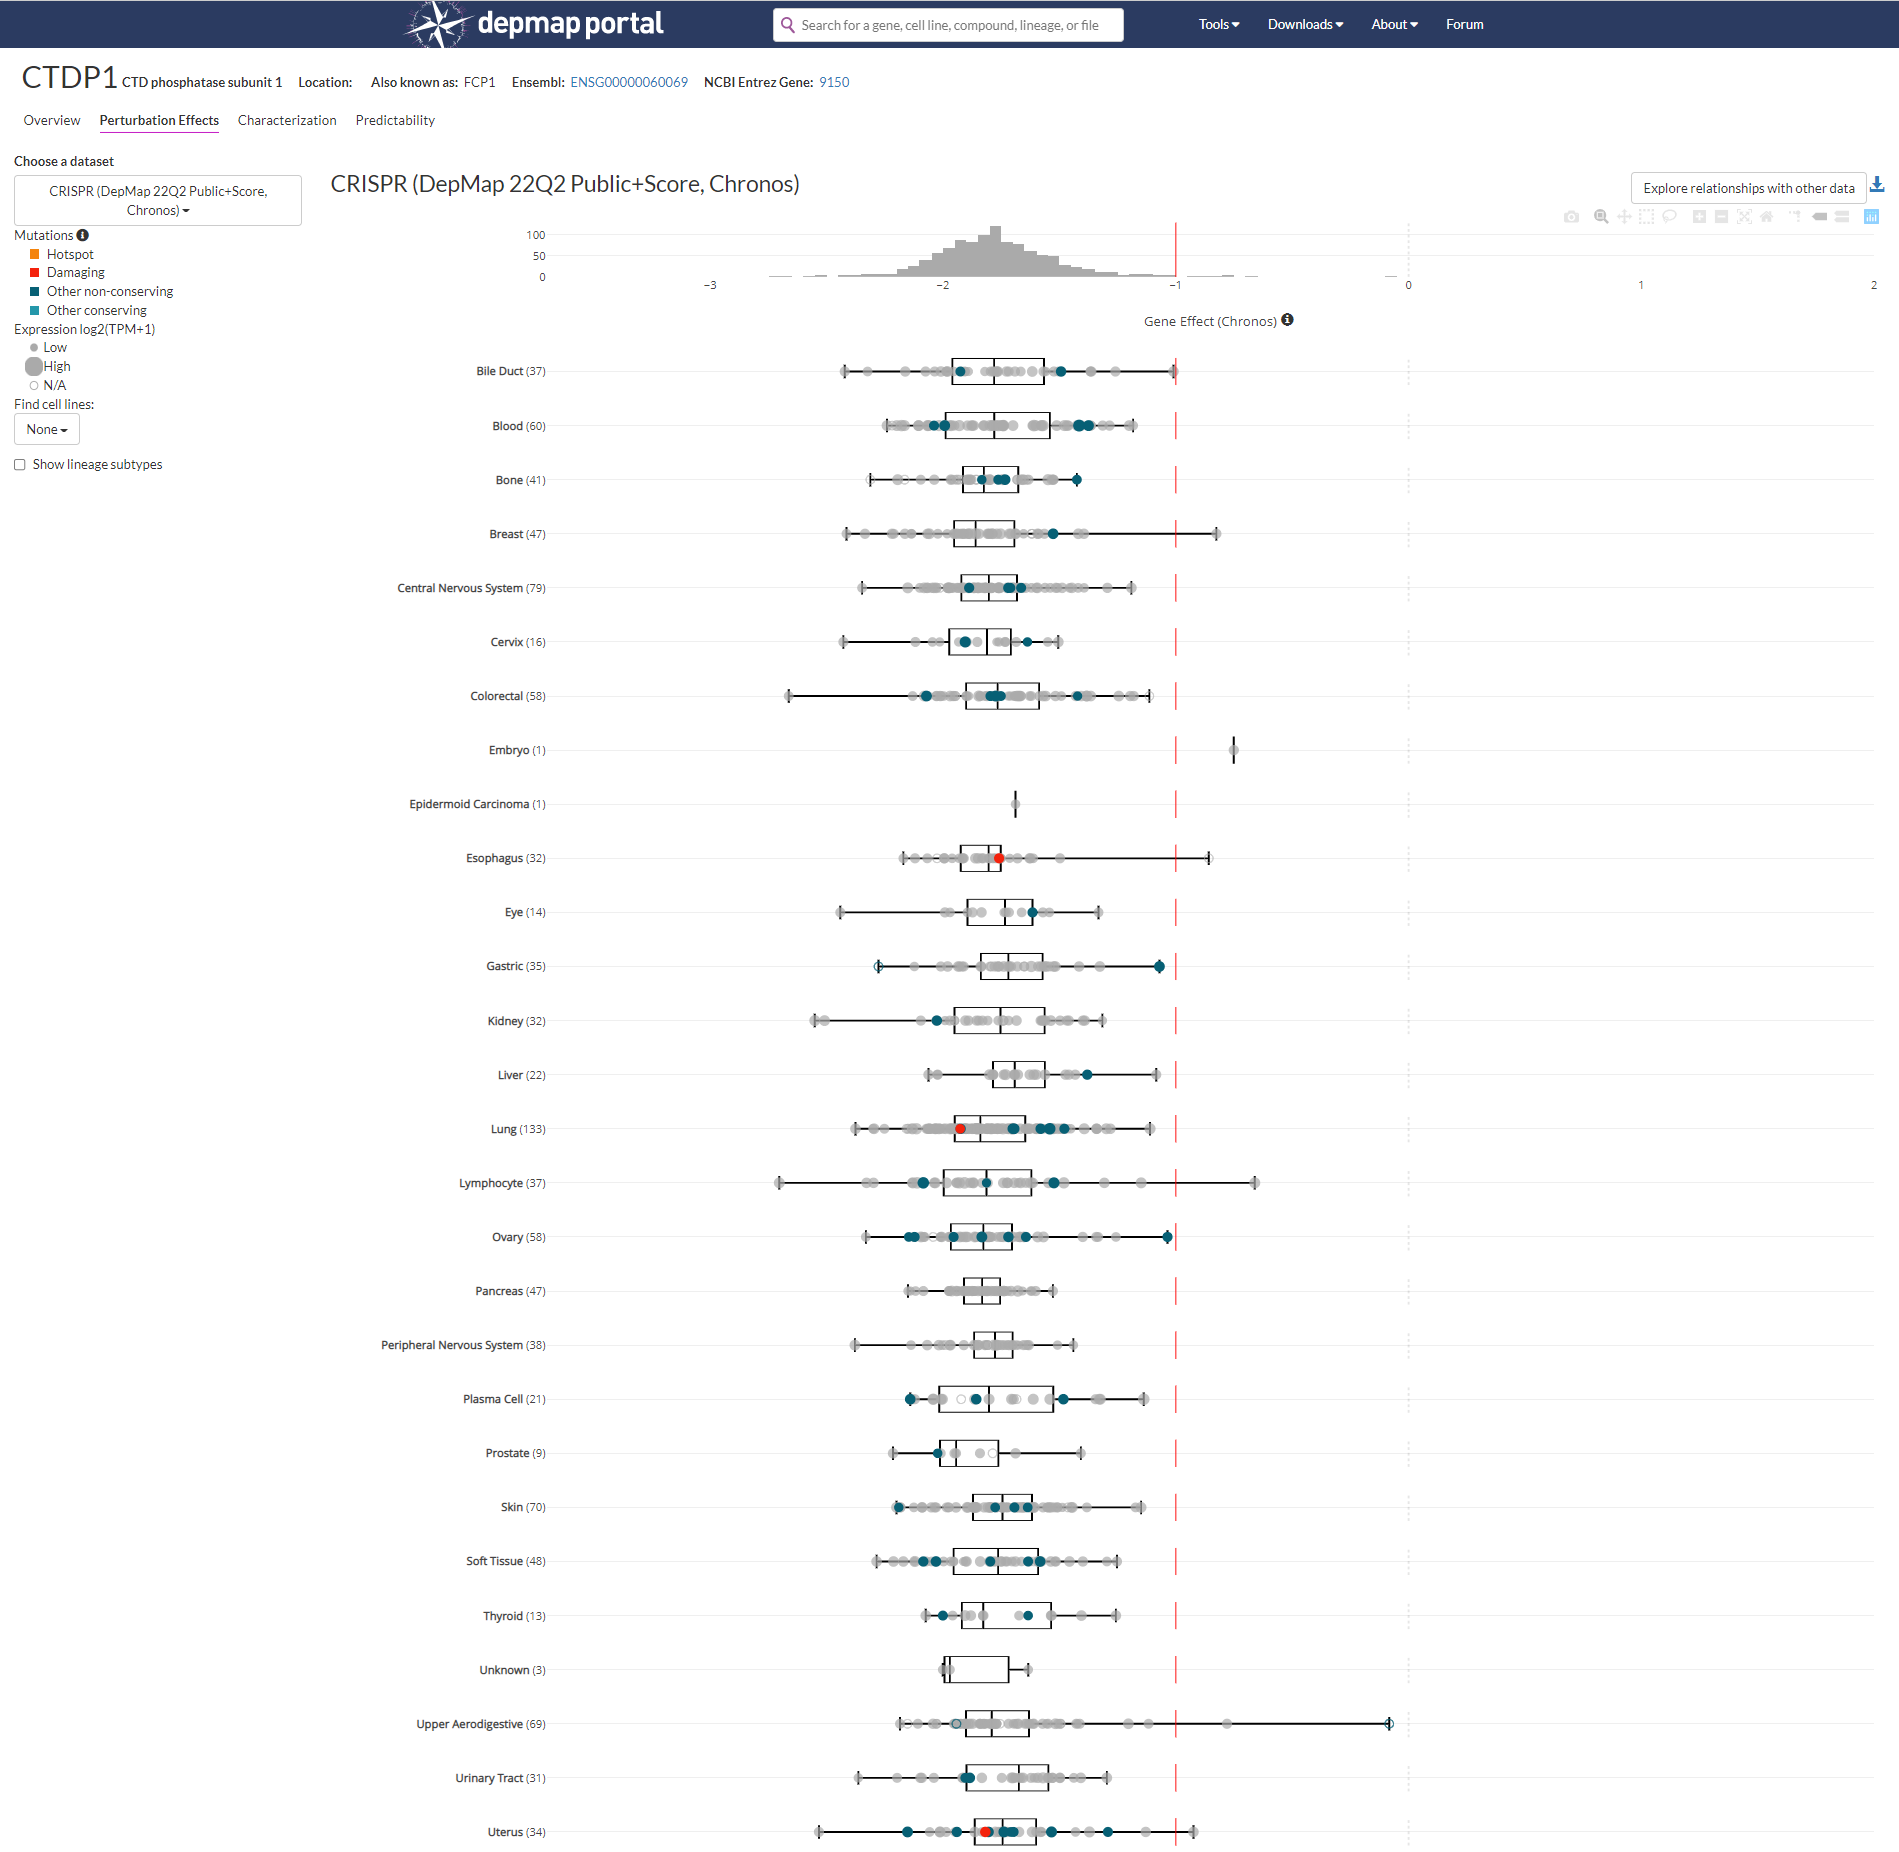 depmap portal
Search for a gene, cell line, compound, lineage, or file
Tools Downloads About Forum
CTDP1 CTD phosphatase subunit 1 Location: Also known as: FCP1 Ensembl: ENSG00000060069 NCBI Entrez Gene: 9150
Overview Perturbation Effects Characterization Predictability
Choose a dataset
CRISPR (DepMap 22Q2 Public+Score,
Chronos)
Mutations
Hotspot
Damaging
Other non-conserving
Other conserving
Expression log2(TPM+1)
Low
High
N/A
Find cell lines:
None
Show lineage subtypes
CRISPR (DepMap 22Q2 Public+Score, Chronos)
Explore relationships with other data
100
50
0
−3 −2 −1 0 1 2
Gene Effect (Chronos)
Bile Duct (37)
Blood (60)
Bone (41)
Breast (47)
Central Nervous System (79)
Cervix (16)
Colorectal (58)
Embryo (1)
Epidermoid Carcinoma (1)
Esophagus (32)
Eye (14)
Gastric (35)
Kidney (32)
Liver (22)
Lung (133)
Lymphocyte (37)
Ovary (58)
Pancreas (47)
Peripheral Nervous System (38)
Plasma Cell (21)
Prostate (9)
Skin (70)
Soft Tissue (48)
Thyroid (13)
Unknown (3)
Upper Aerodigestive (69)
Urinary Tract (31)
Uterus (34)